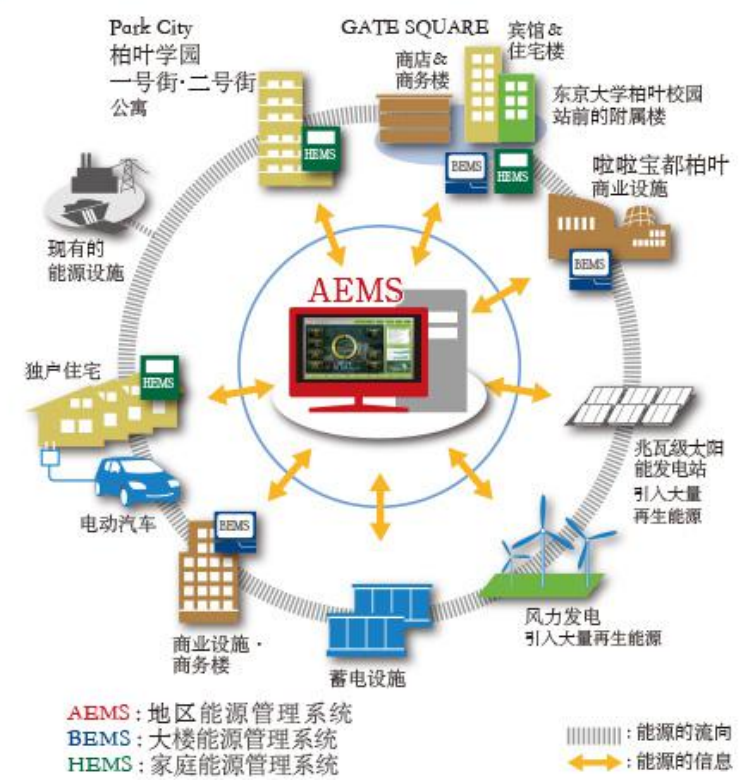 Park City
柏叶学园
一号街·二号街
公寓
GATE SQUARE
商店&
商务楼
宾馆&
住宅楼
东京大学柏叶校园
站前的附属楼
HEMS
BEMS
HEMS
啦啦宝都柏叶
商业设施
BEMS
现有的
能源设施
AEMS
独户住宅
HEMS
电动汽车
兆瓦级太阳
能发电站
引入大量
再生能源
BEMS
商业设施·
商务楼
蓄电设施
风力发电
引入大量再生能源
AEMS：地区能源管理系统
BEMS：大楼能源管理系统
HEMS：家庭能源管理系统
：能源的流向
：能源的信息